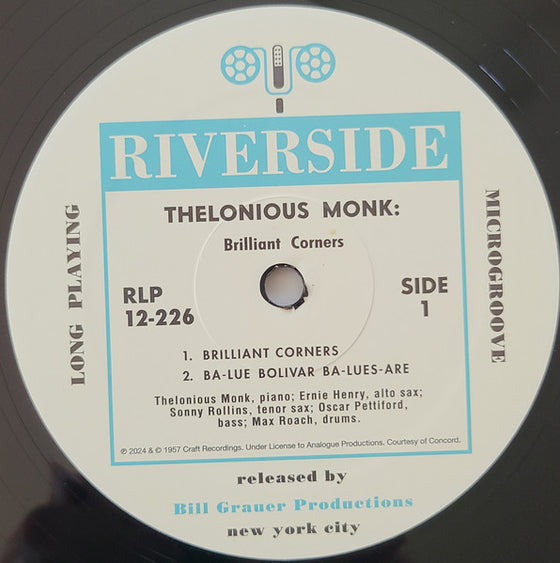 RIVERSIDE
THELONIOUS MONK:
Brilliant Corners
LONG PLAYING
MICROGROOVE
RLP
12-226
SIDE
1
1. BRILLIANT CORNERS
2. BA-LUE BOLIVAR BA-LUES-ARE
Thelonious Monk, piano; Ernie Henry, alto sax;
Sonny Rollins, tenor sax; Oscar Pettiford,
bass; Max Roach, drums.
℗ 2024 & © 1957 Craft Recordings. Under License to Analogue Productions. Courtesy of Concord.
released by
Bill Grauer Productions
new york city